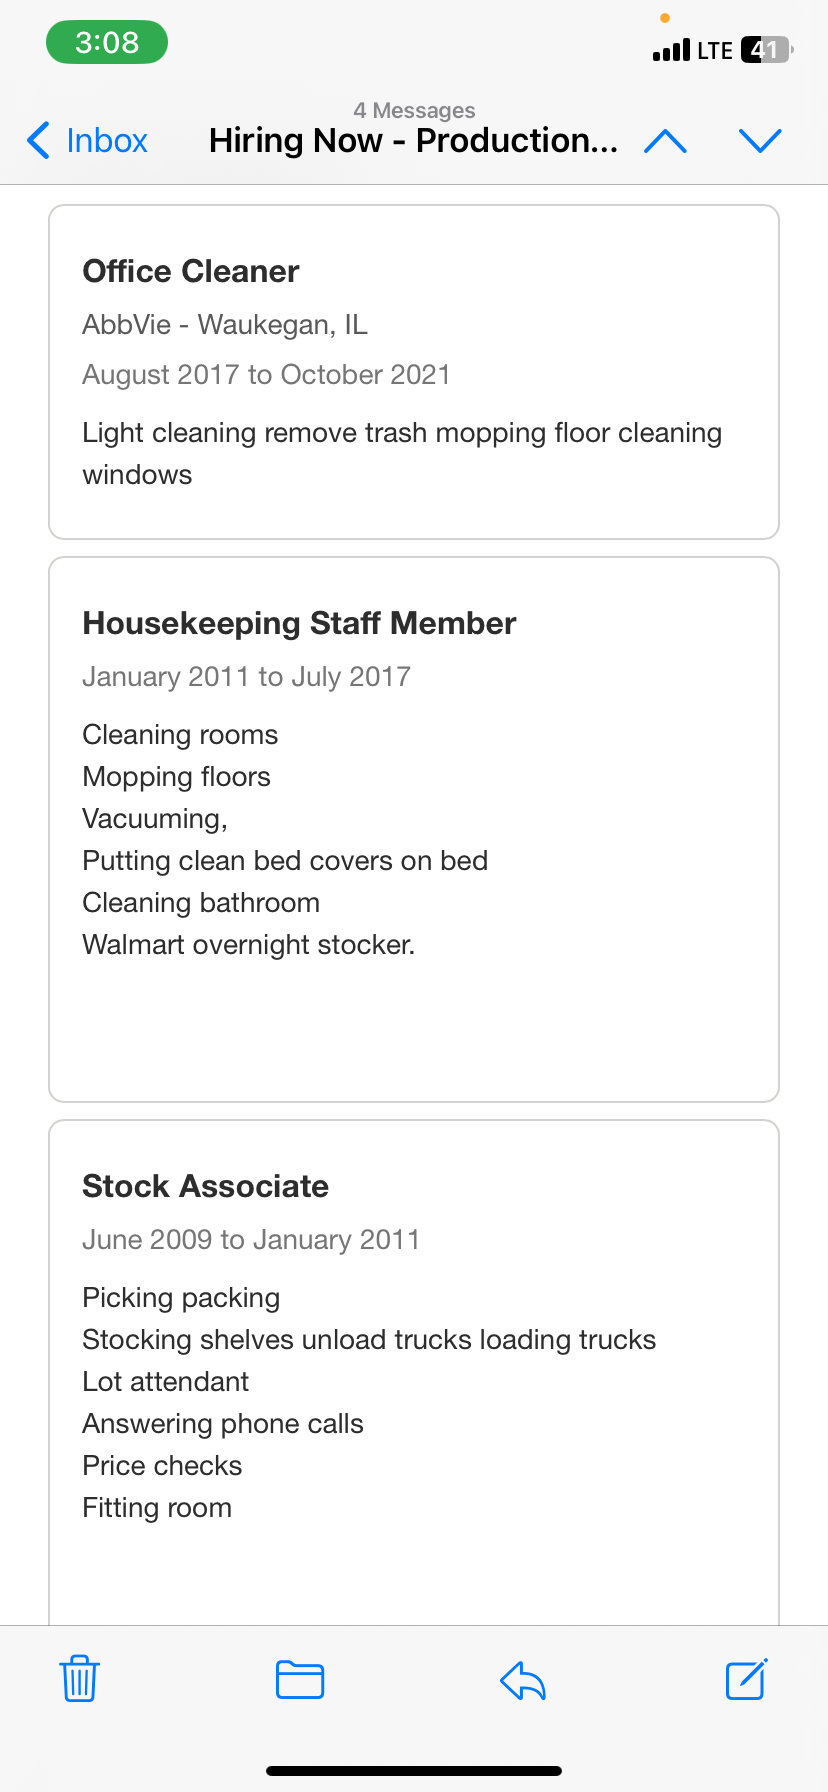 3:08
LTE 41
4 Messages
Inbox
Hiring Now - Production...
Office Cleaner
AbbVie - Waukegan, IL
August 2017 to October 2021
Light cleaning remove trash mopping floor cleaning
windows
Housekeeping Staff Member
January 2011 to July 2017
Cleaning rooms
Mopping floors
Vacuuming,
Putting clean bed covers on bed
Cleaning bathroom
Walmart overnight stocker.
Stock Associate
June 2009 to January 2011
Picking packing
Stocking shelves unload trucks loading trucks
Lot attendant
Answering phone calls
Price checks
Fitting room